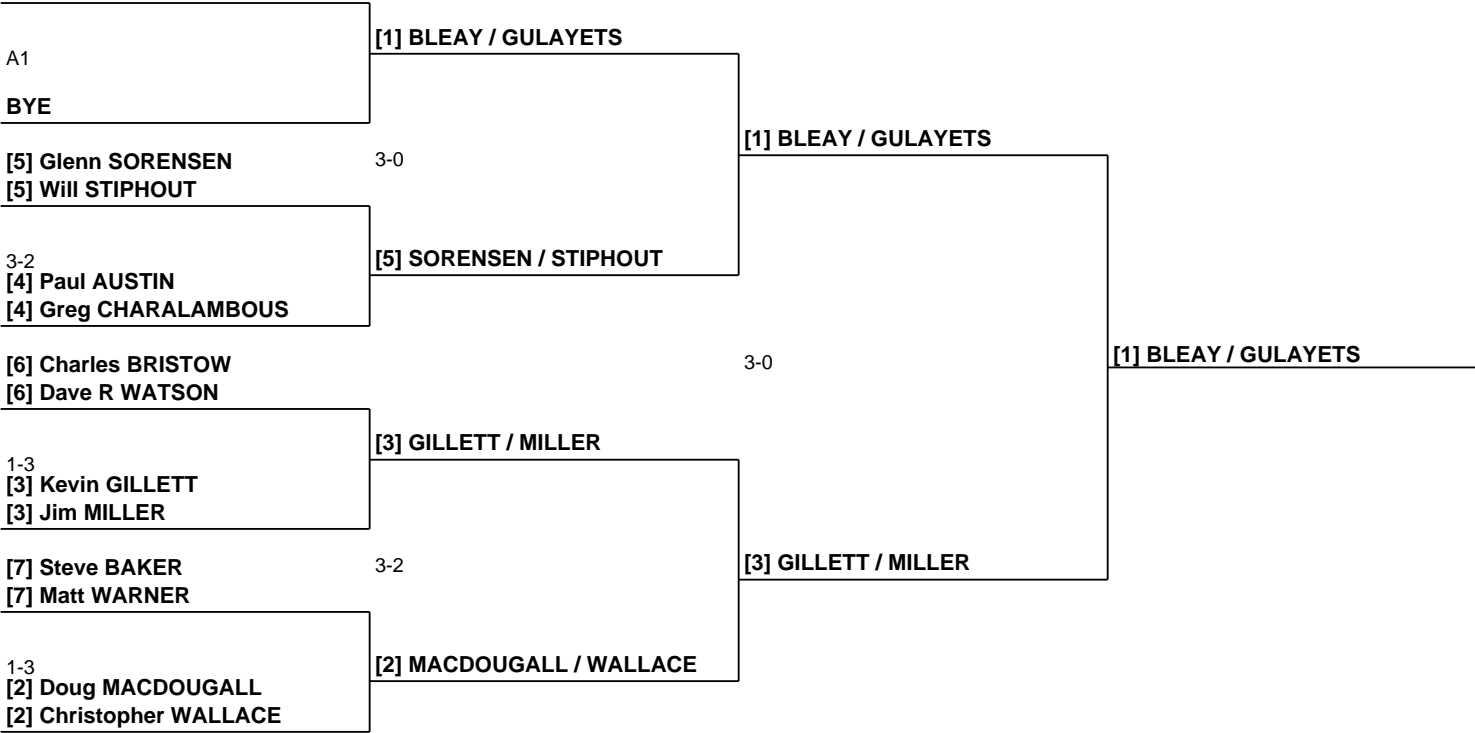 A1
BYE
[5] Glenn SORENSEN
[5] Will STIPHOUT
3-2
[4] Paul AUSTIN
[4] Greg CHARALAMBOUS
[6] Charles BRISTOW
[6] Dave R WATSON
1-3
[3] Kevin GILLETT
[3] Jim MILLER
[7] Steve BAKER
[7] Matt WARNER
1-3
[2] Doug MACDOUGALL
[2] Christopher WALLACE
[1] BLEAY / GULAYETS
3-0
[5] SORENSEN / STIPHOUT
[3] GILLETT / MILLER
3-2
[2] MACDOUGALL / WALLACE
[1] BLEAY / GULAYETS
3-0
[3] GILLETT / MILLER
[1] BLEAY / GULAYETS